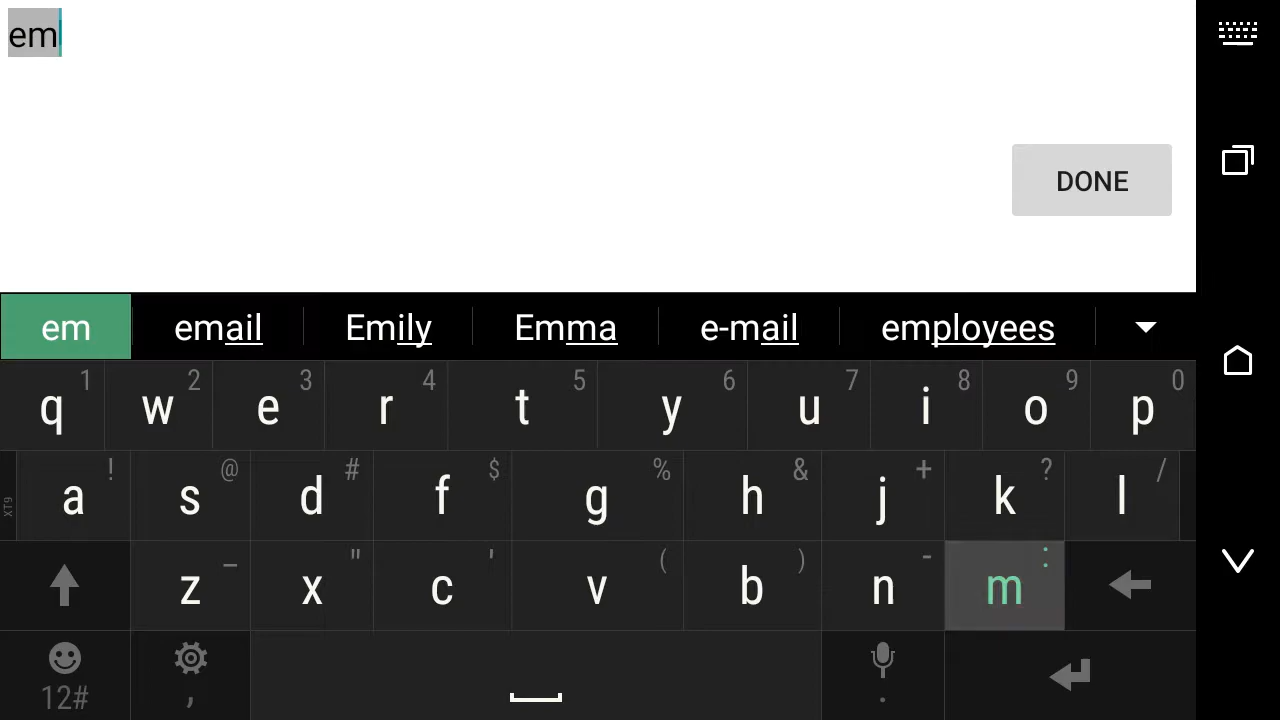 em
DONE
em email Emily Emma e-mail employees
1 2 3 4 5 6 7 8 9 0
q w e r t y u i o p
! @ # $ % & + ? /
XT9 a s d f g h j k l
_ " ' ( ) - :
z x c v b n m
12# , .